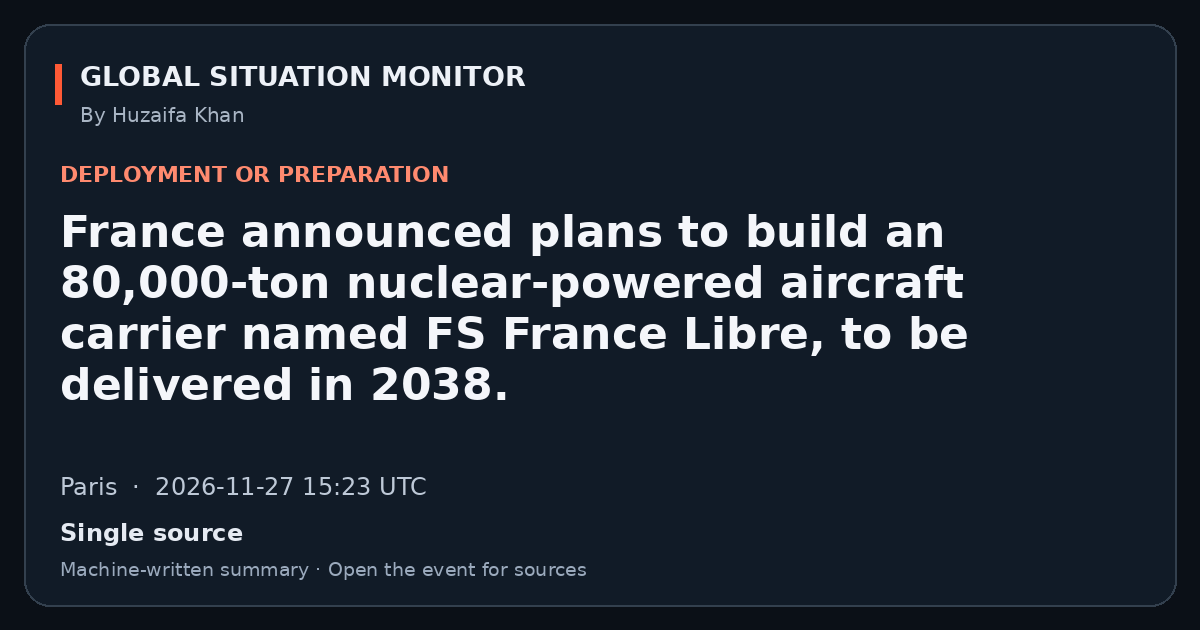 GLOBAL SITUATION MONITOR
By Huzaifa Khan
DEPLOYMENT OR PREPARATION
France announced plans to build an
80,000-ton nuclear-powered aircraft
carrier named FS France Libre, to be
delivered in 2038.
Paris · 2026-11-27 15:23 UTC
Single source
Machine-written summary · Open the event for sources